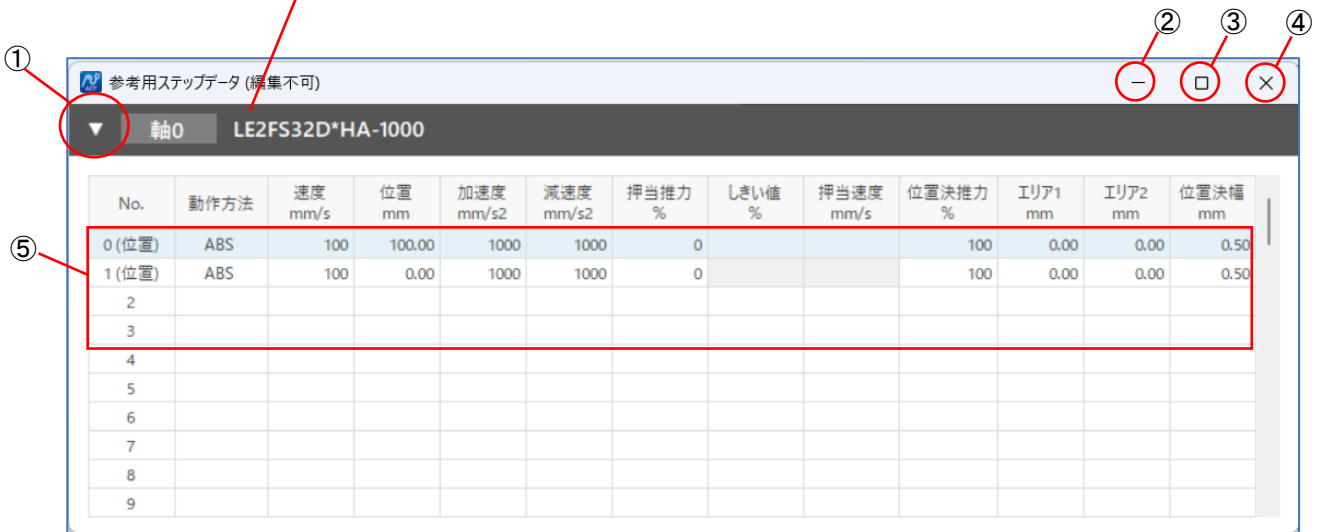 ② ③ ④
①
参考用ステップデータ (編集不可)
▼ 軸0 LE2FS32D*HA-1000
No. 動作方法 速度 mm/s 位置 mm 加速度 mm/s2 減速度 mm/s2 押当推力 % しきい値 % 押当速度 mm/s 位置決推力 % エリア1 mm エリア2 mm 位置決幅 mm
⑤
0 (位置) ABS 100 100.00 1000 1000 0 100 0.00 0.00 0.50
1 (位置) ABS 100 0.00 1000 1000 0 100 0.00 0.00 0.50
2
3
4
5
6
7
8
9